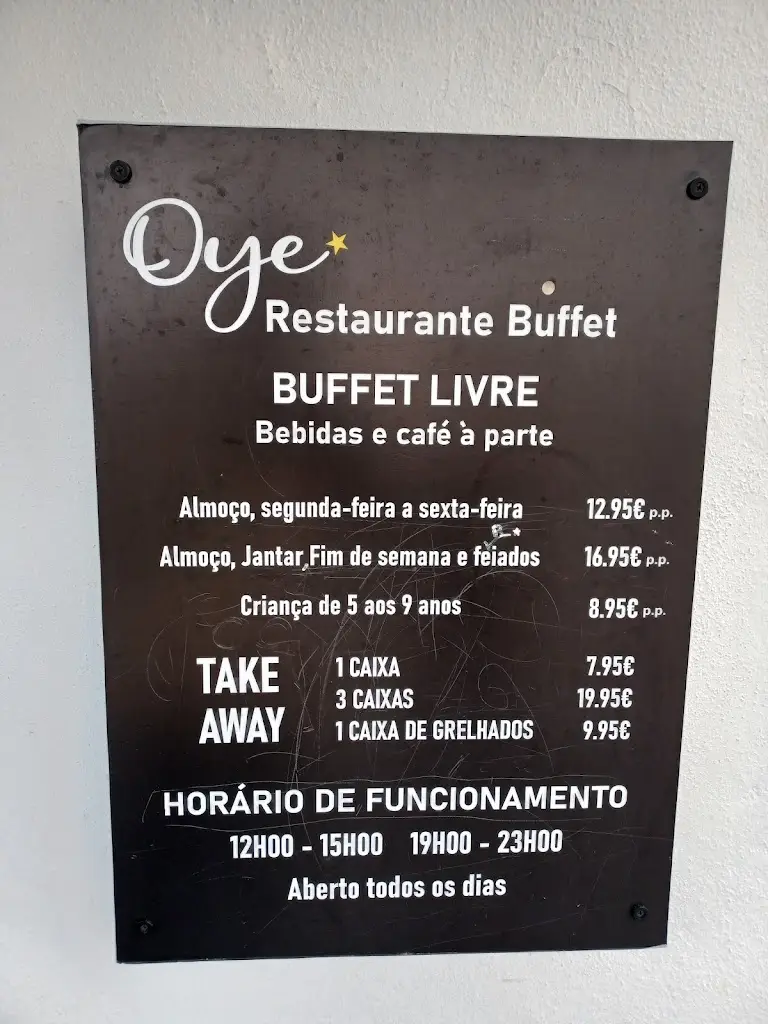 Oye
Restaurante Buffet
BUFFET LIVRE
Bebidas e café à parte
Almoço, segunda-feira a sexta-feira 12.95€ p.p.
Almoço, Jantar, Fim de semana e feiados 16.95€ p.p.
Criança de 5 aos 9 anos 8.95€ p.p.
TAKE AWAY
1 CAIXA 7.95€
3 CAIXAS 19.95€
1 CAIXA DE GRELHADOS 9.95€
HORÁRIO DE FUNCIONAMENTO
12H00 - 15H00 19H00 - 23H00
Aberto todos os dias